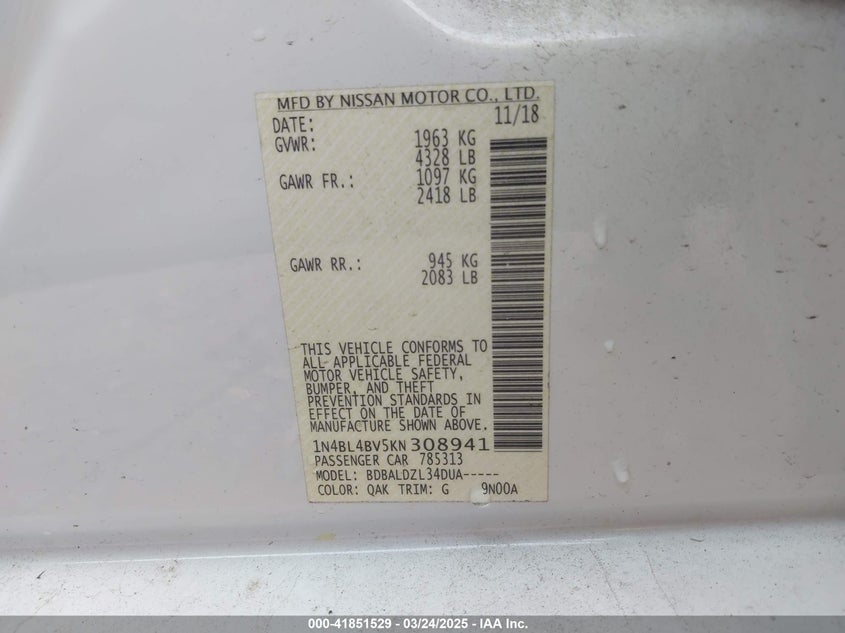 MFD BY NISSAN MOTOR CO., LTD.
DATE: 11/18
GVWR: 1963 KG
4328 LB
GAWR FR.: 1097 KG
2418 LB
GAWR RR.: 945 KG
2083 LB
THIS VEHICLE CONFORMS TO
ALL APPLICABLE FEDERAL
MOTOR VEHICLE SAFETY,
BUMPER, AND THEFT
PREVENTION STANDARDS IN
EFFECT ON THE DATE OF
MANUFACTURE SHOWN ABOVE.
1N4BL4BV5KN308941
PASSENGER CAR 785313
MODEL: BDBALDZL34DUA-----
COLOR: QAK TRIM: G 9N00A
000-41851529 - 03/24/2025 - IAA Inc.